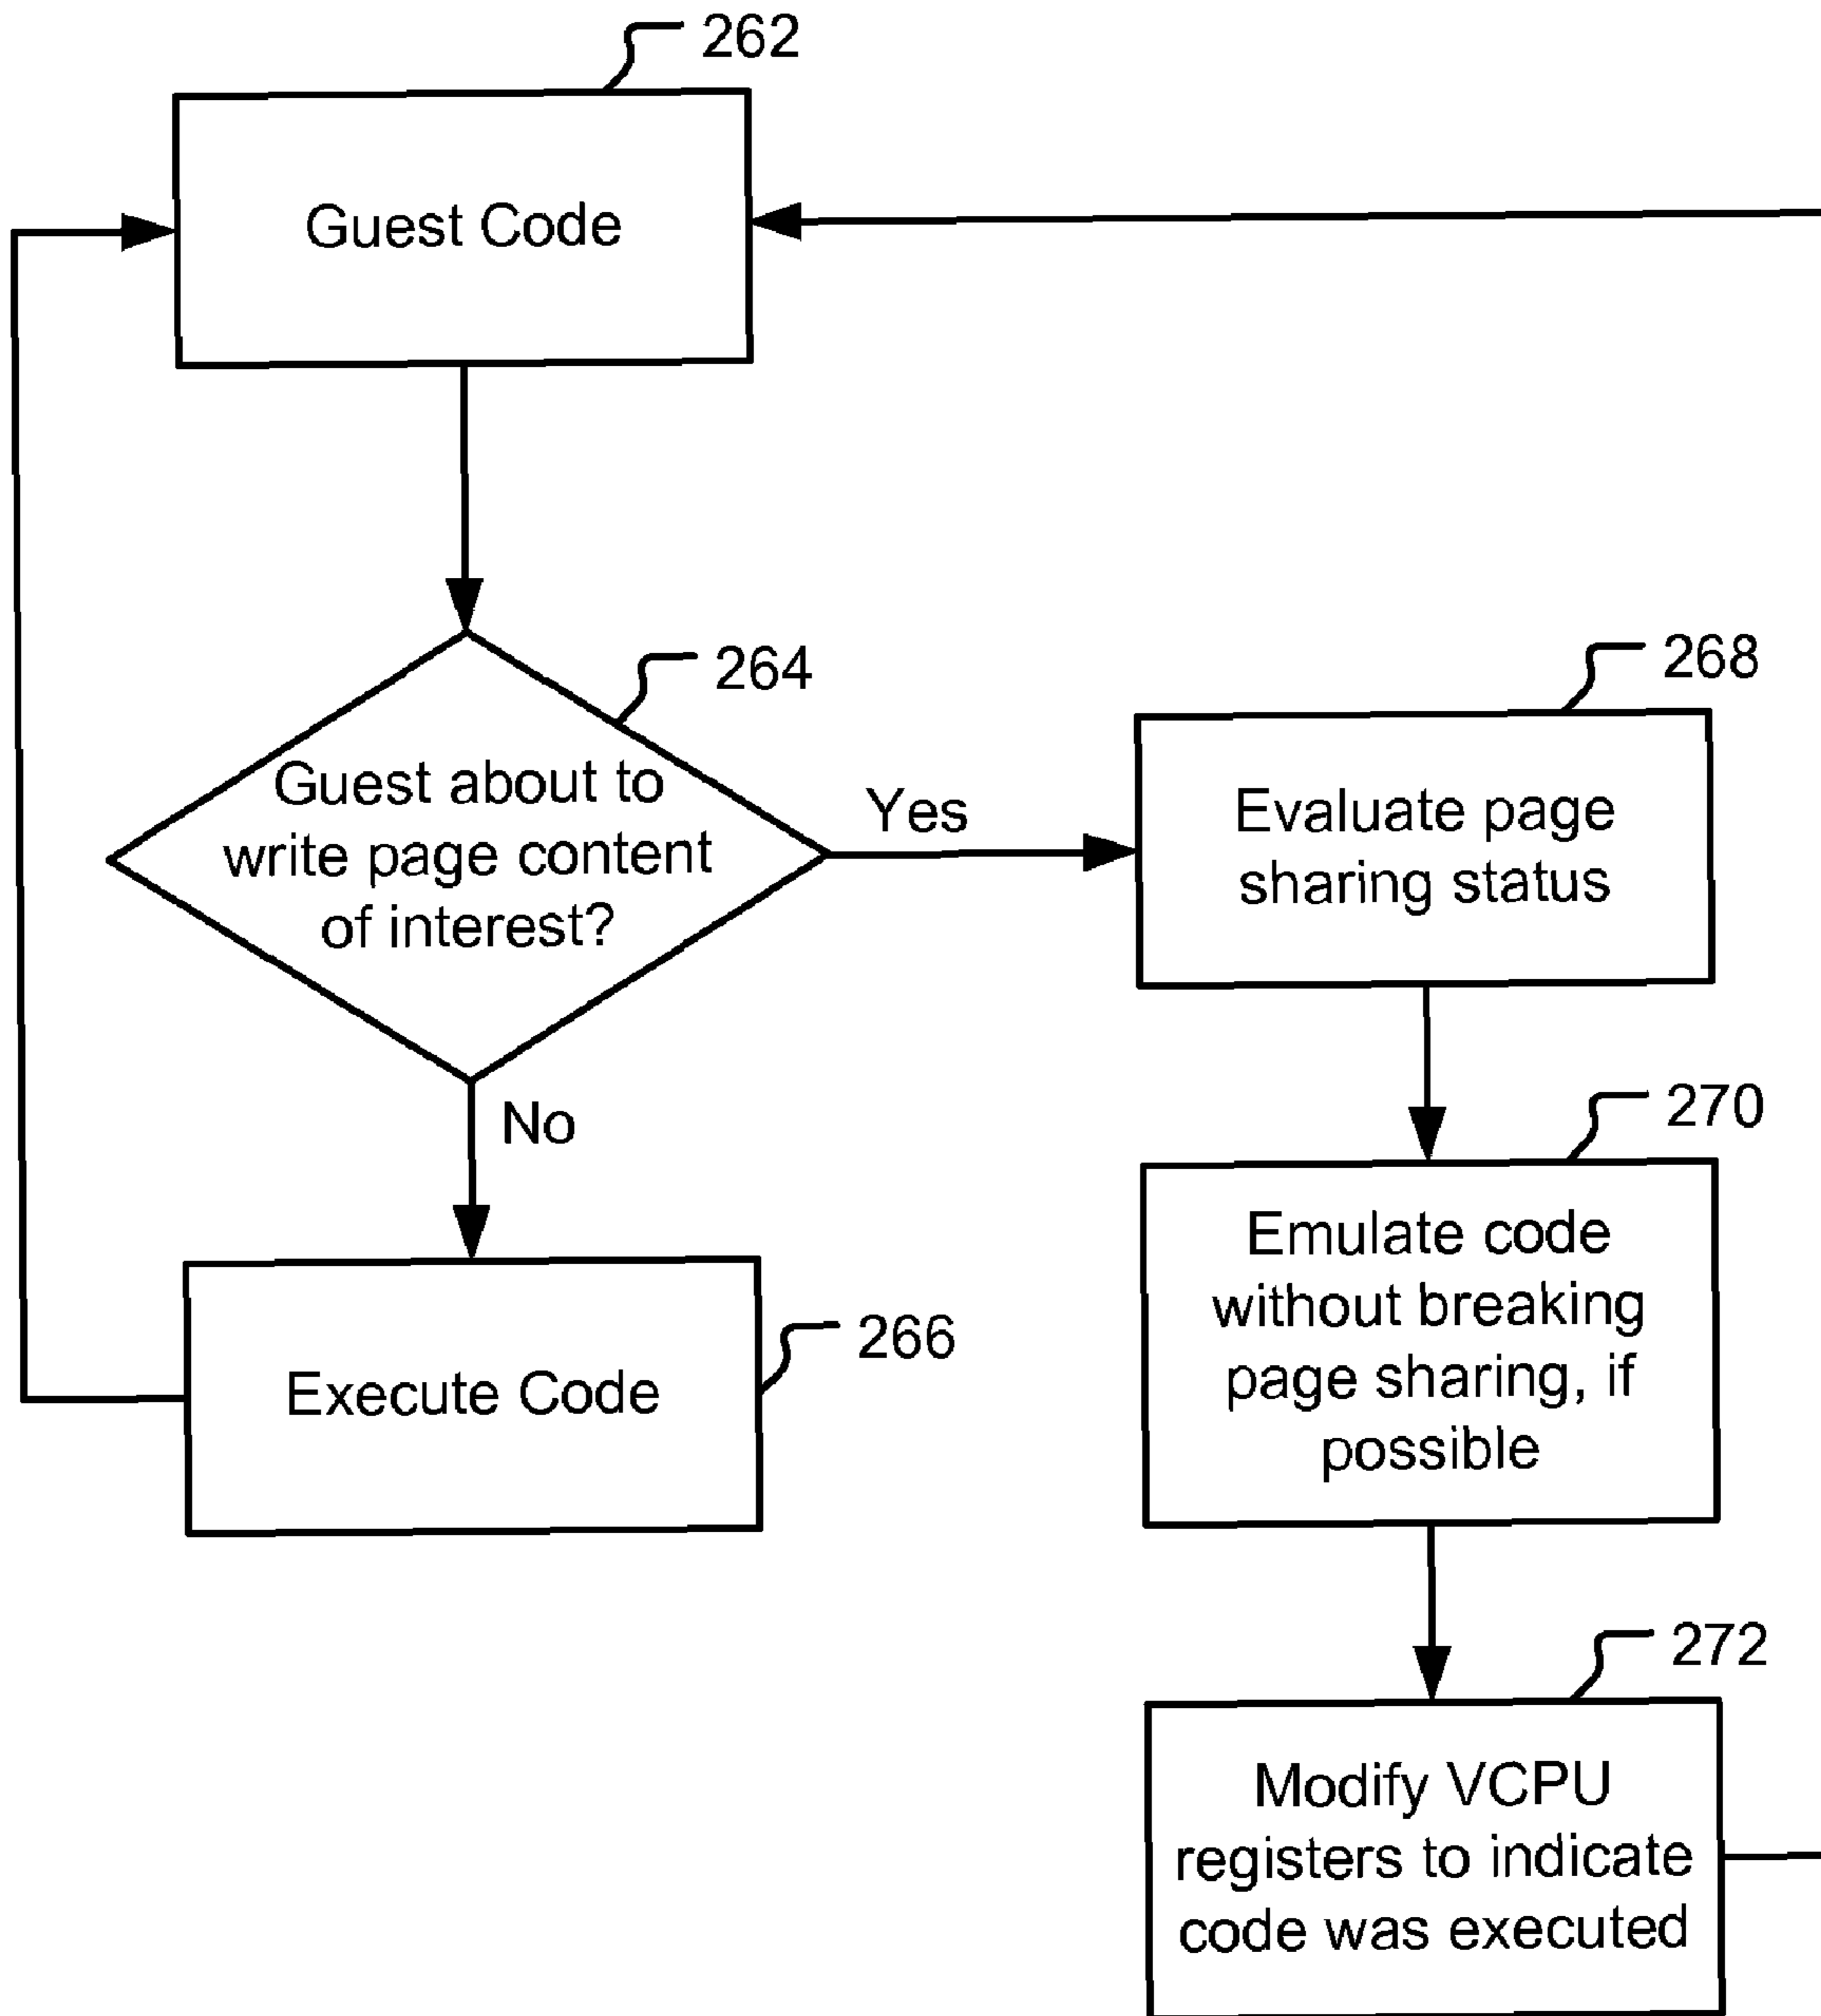 262
Guest Code
264
Guest about to
write page content
of interest?
Yes
No
266
Execute Code
268
Evaluate page
sharing status
270
Emulate code
without breaking
page sharing, if
possible
272
Modify VCPU
registers to indicate
code was executed